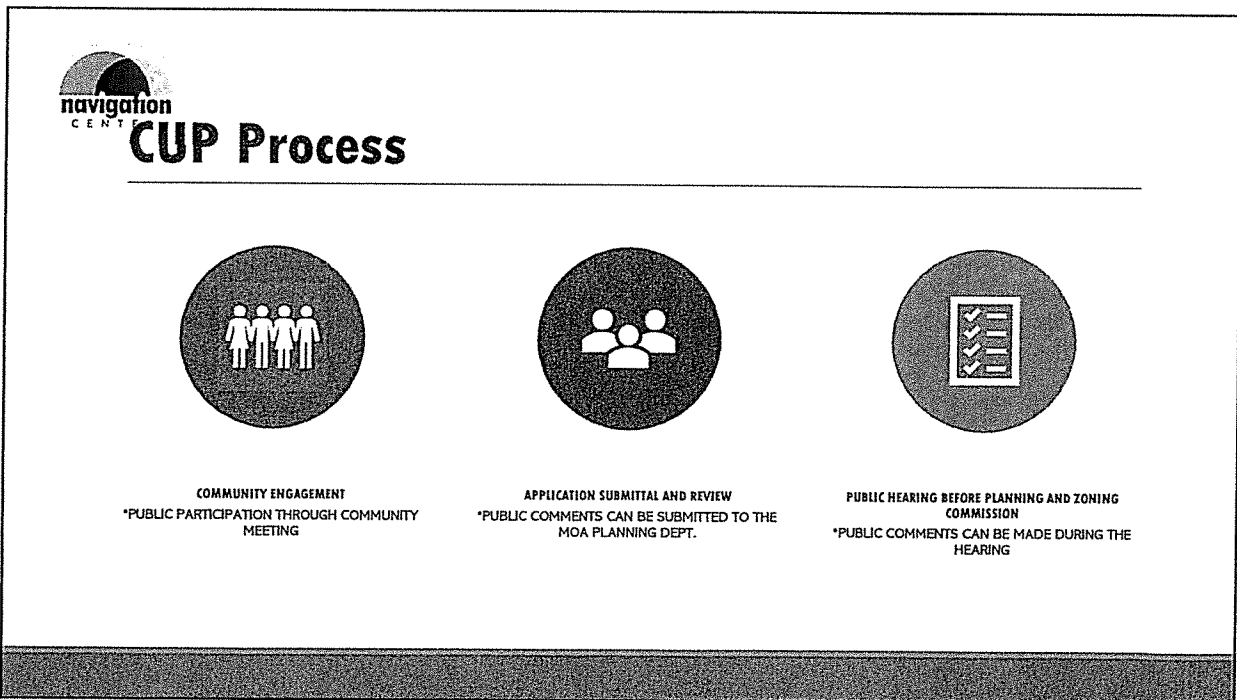 navigation
CENTE
CUP Process
COMMUNITY ENGAGEMENT
*PUBLIC PARTICIPATION THROUGH COMMUNITY
MEETING
APPLICATION SUBMITTAL AND REVIEW
*PUBLIC COMMENTS CAN BE SUBMITTED TO THE
MOA PLANNING DEPT.
PUBLIC HEARING BEFORE PLANNING AND ZONING
COMMISSION
*PUBLIC COMMENTS CAN BE MADE DURING THE
HEARING